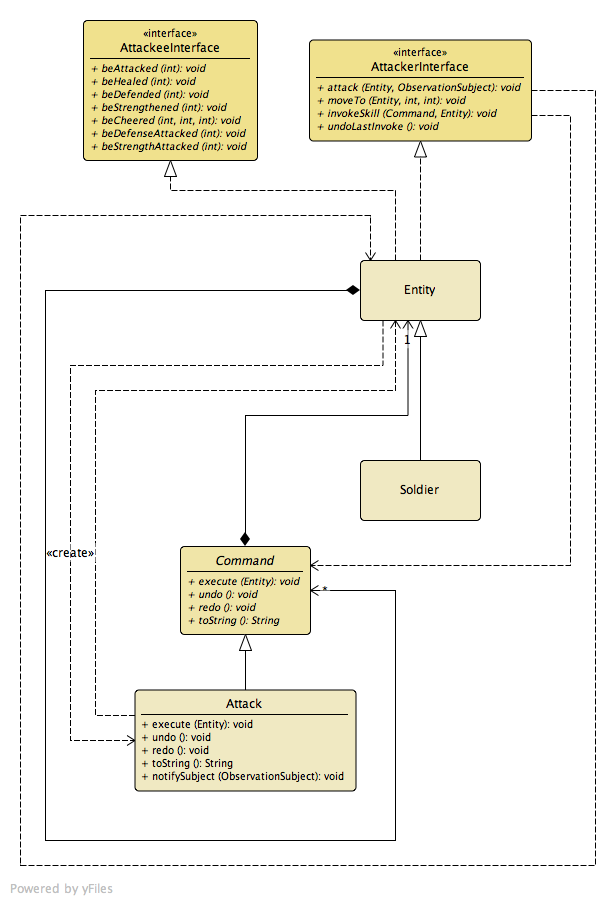 «interface»
AttackeeInterface
+ beAttacked (int): void
+ beHealed (int): void
+ beDefended (int): void
+ beStrengthened (int): void
+ beCheered (int, int, int): void
+ beDefenseAttacked (int): void
+ beStrengthAttacked (int): void
«interface»
AttackerInterface
+ attack (Entity, ObservationSubject): void
+ moveTo (Entity, int, int): void
+ invokeSkill (Command, Entity): void
+ undoLastInvoke (): void
Entity
1
Soldier
«create»
Command
+ execute (Entity): void
+ undo (): void
+ redo (): void
+ toString (): String
*
Attack
+ execute (Entity): void
+ undo (): void
+ redo (): void
+ toString (): String
+ notifySubject (ObservationSubject): void
Powered by yFiles